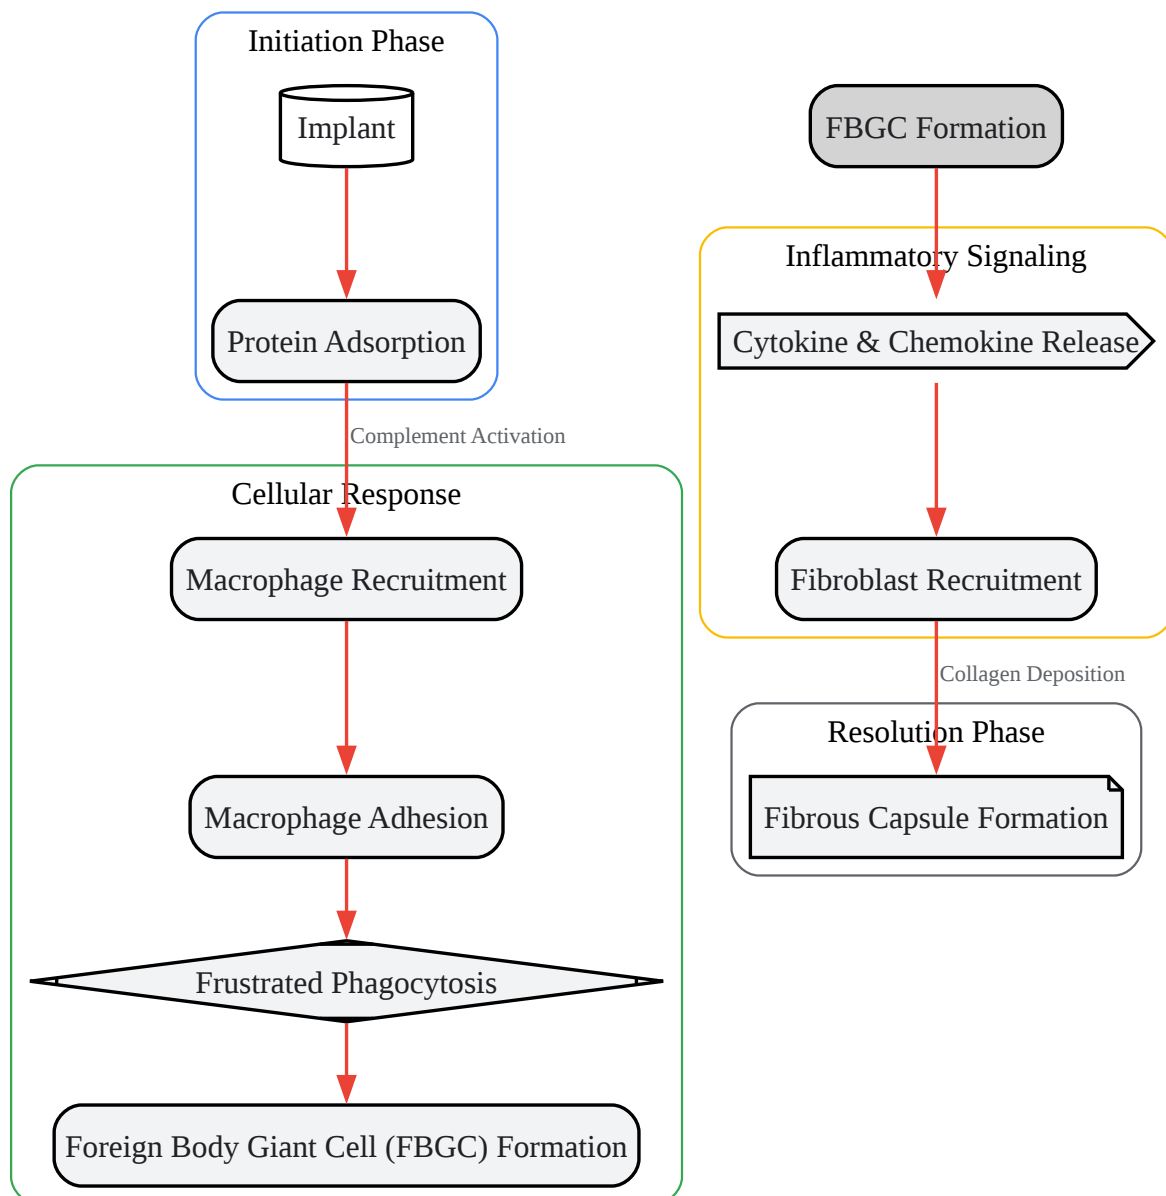 Initiation Phase
Implant
Protein Adsorption
Complement Activation
Cellular Response
Macrophage Recruitment
Macrophage Adhesion
Frustrated Phagocytosis
Foreign Body Giant Cell (FBGC) Formation
FBGC Formation
Inflammatory Signaling
Cytokine & Chemokine Release
Fibroblast Recruitment
Collagen Deposition
Resolution Phase
Fibrous Capsule Formation